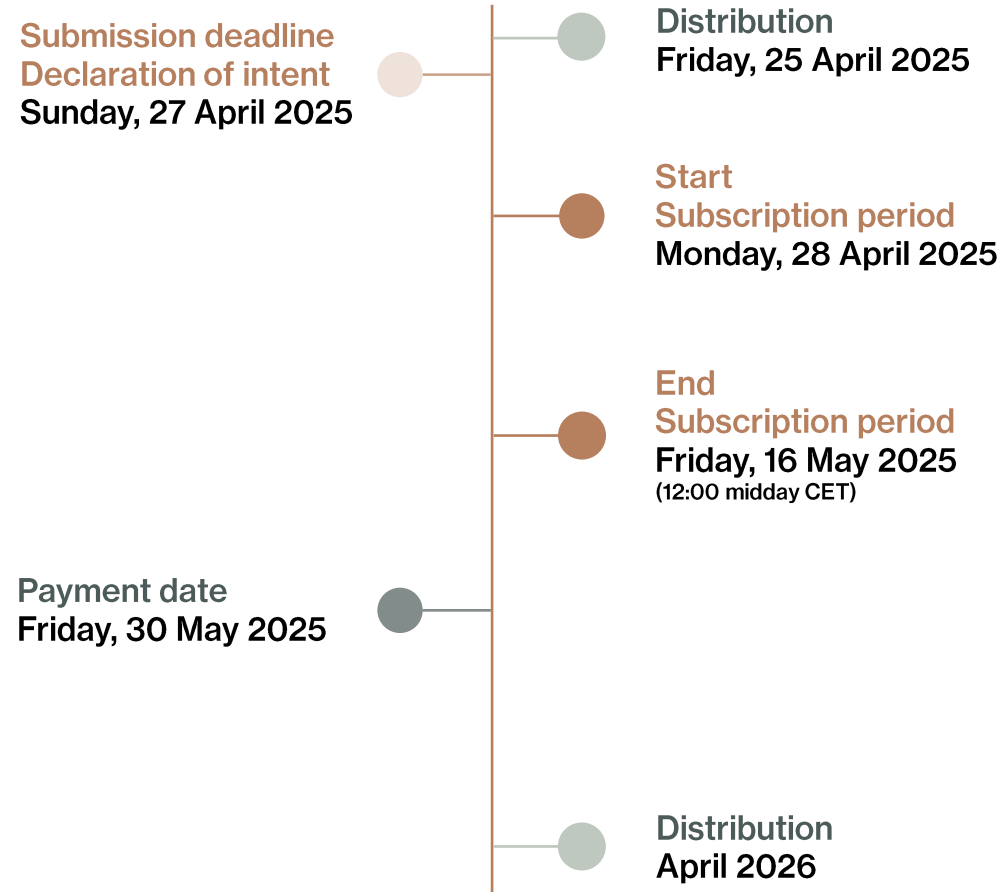 Distribution
Friday, 25 April 2025
Submission deadline
Declaration of intent
Sunday, 27 April 2025
Start
Subscription period
Monday, 28 April 2025
End
Subscription period
Friday, 16 May 2025
(12:00 midday CET)
Payment date
Friday, 30 May 2025
Distribution
April 2026